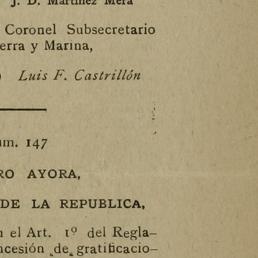 J. D. Martínez Mera
Coronel Subsecretario
erra y Marina,
) Luis F. Castrillón
um. 147
RO AYORA,
DE LA REPUBLICA,
n el Art. 1º del Regla-
ncesión de gratificacio-